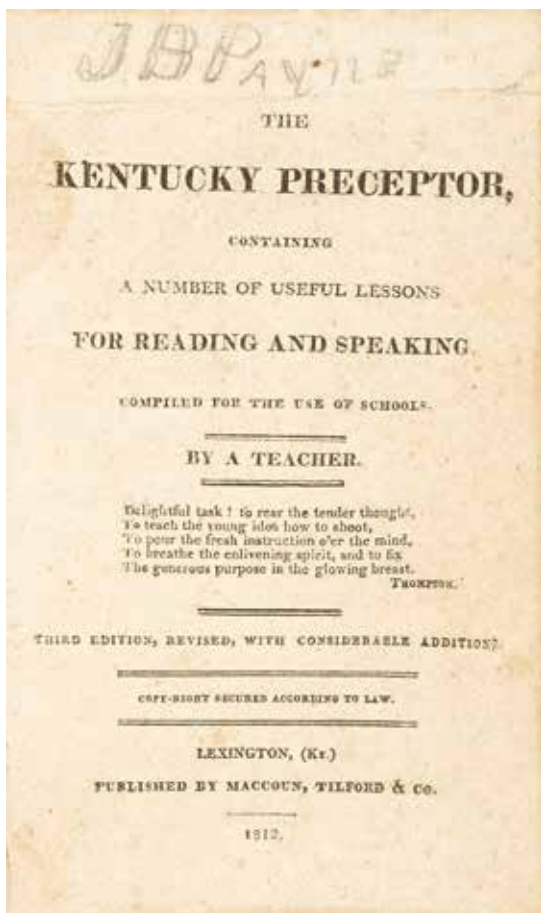 J B Payne
THE
KENTUCKY PRECEPTOR,
CONTAINING
A NUMBER OF USEFUL LESSONS
FOR READING AND SPEAKING
COMPILED FOR THE USE OF SCHOOLS.
BY A TEACHER.
Delightful task! to rear the tender thought,
To teach the young idea how to shoot,
To pour the fresh instruction o'er the mind,
To breathe the enlivening spirit, and to fix
The generous purpose in the glowing breast.
THOMPSON.
THIRD EDITION, REVISED, WITH CONSIDERABLE ADDITIONS
COPY-RIGHT SECURED ACCORDING TO LAW.
LEXINGTON, (Ky.)
PUBLISHED BY MACCOUN, TILFORD & CO.
1812.